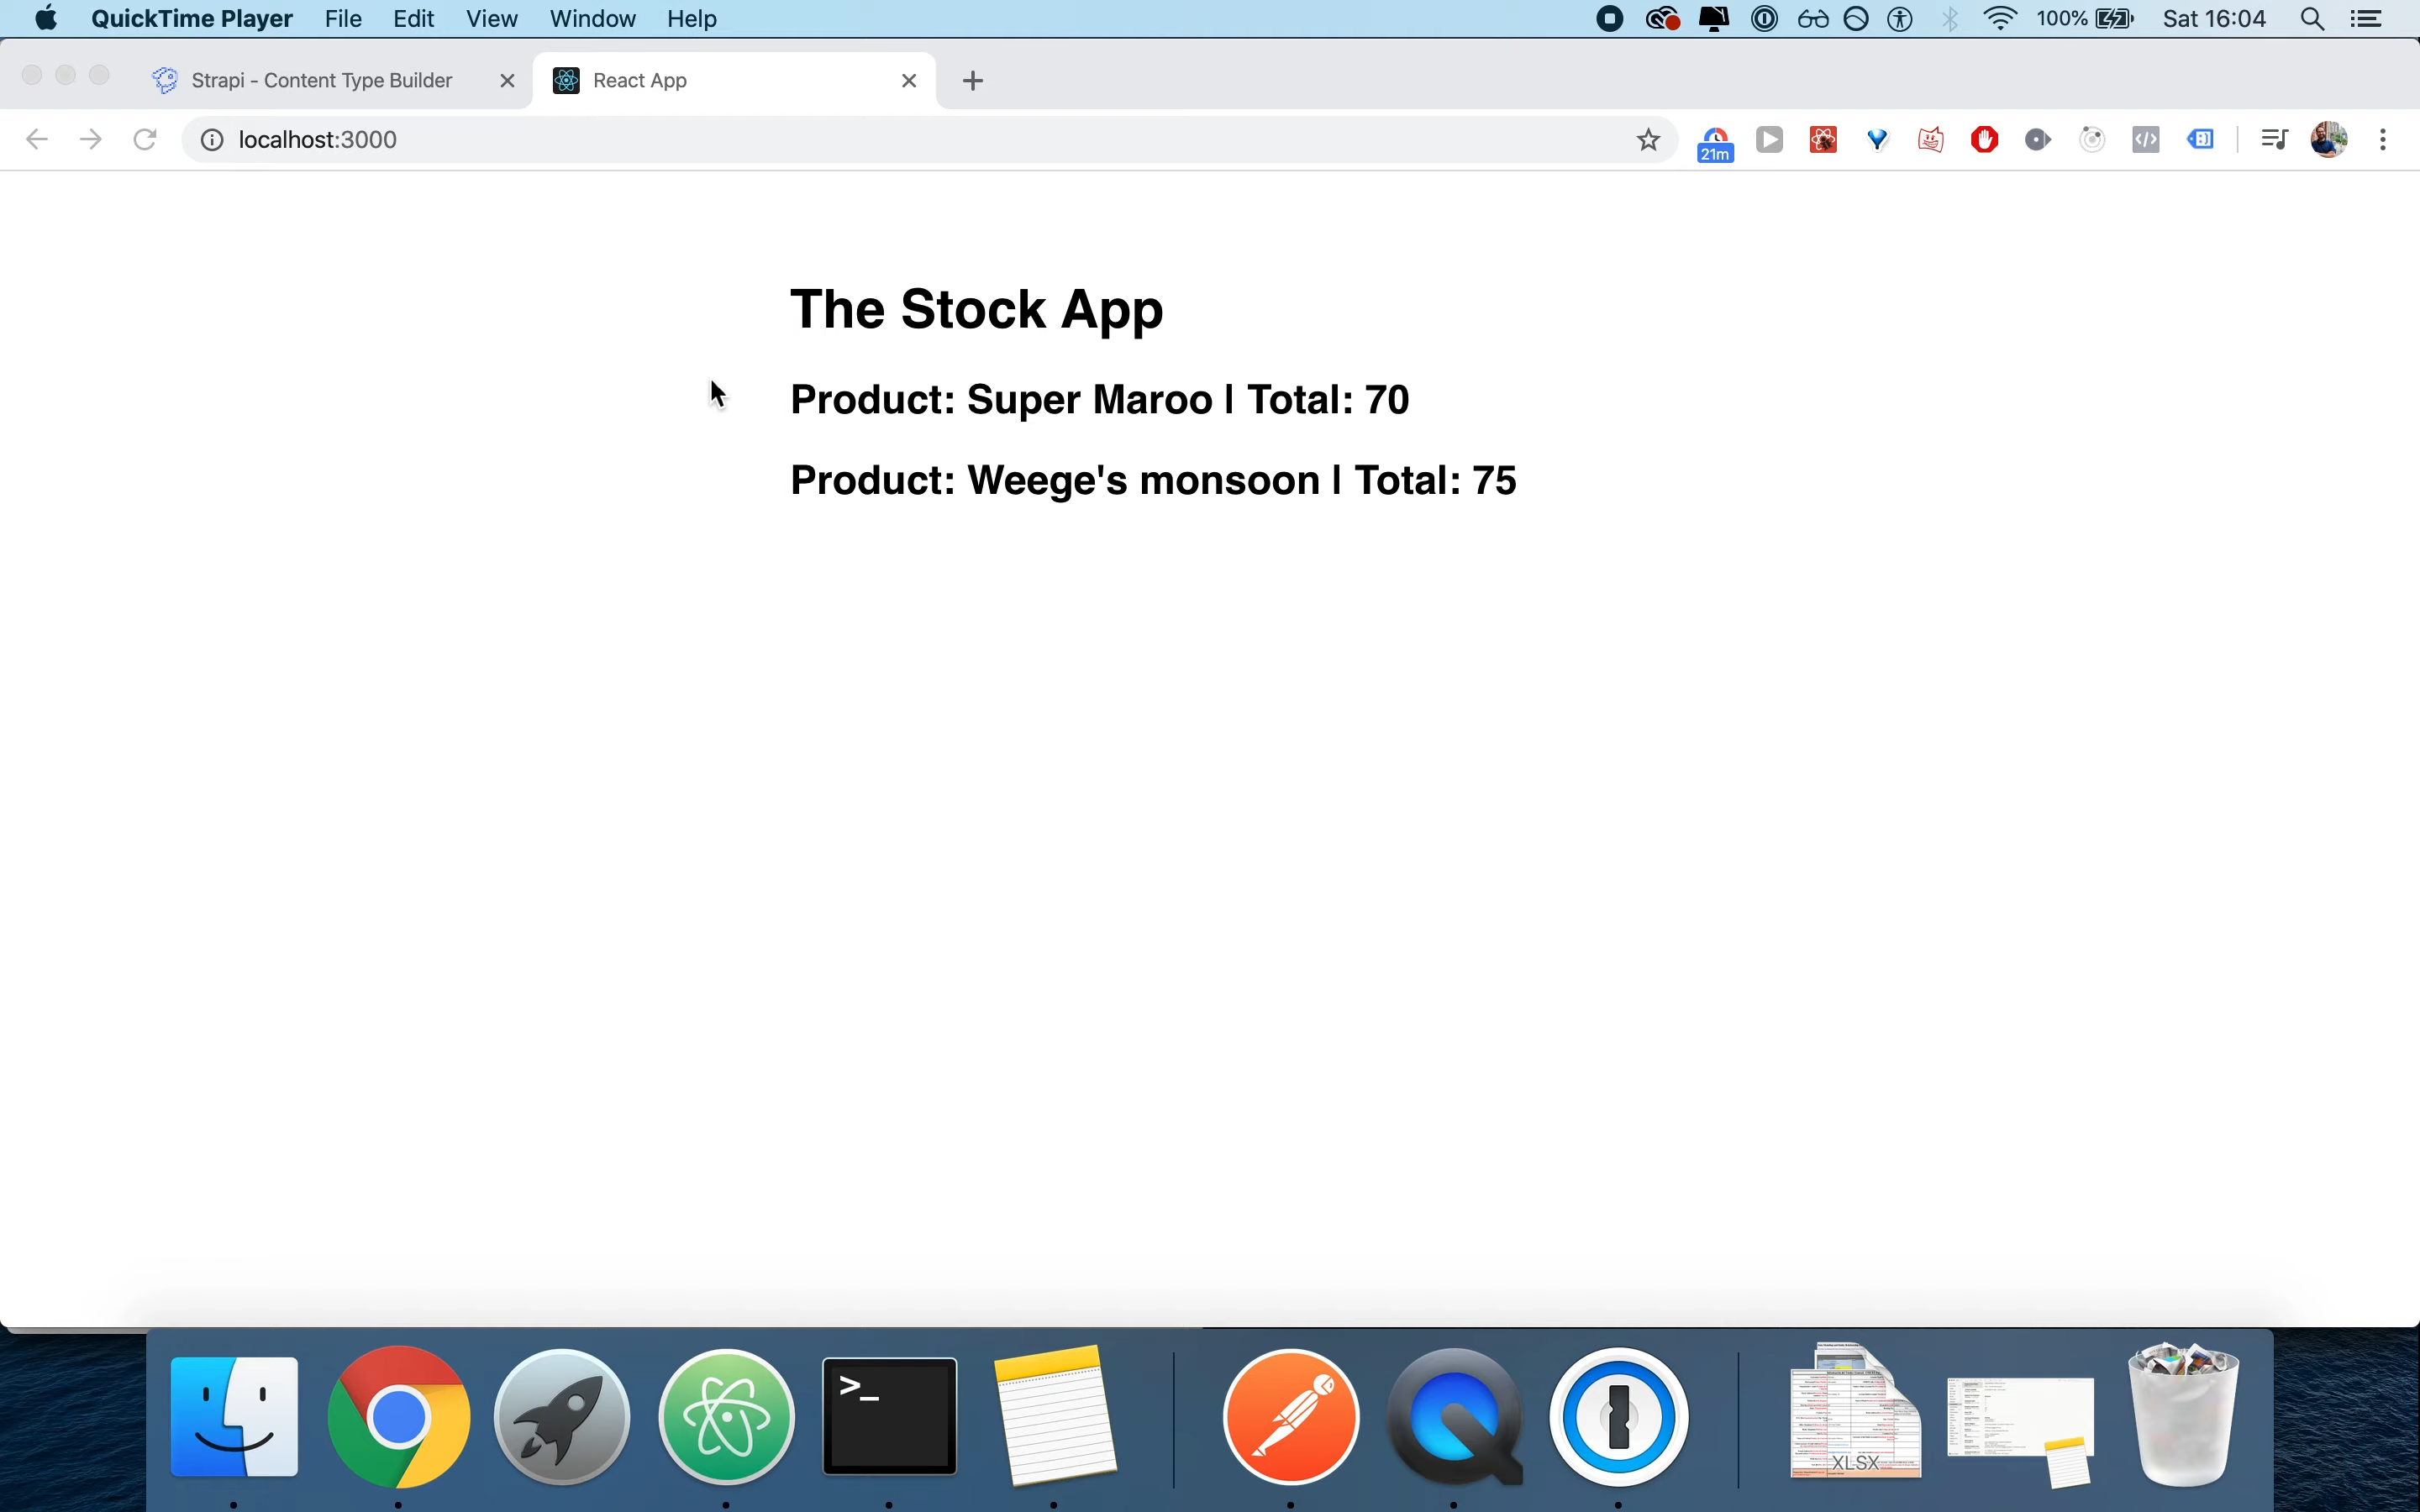 QuickTime Player File Edit View Window Help 100% Sat 16:04
Strapi - Content Type Builder React App
localhost:3000 21m
The Stock App
Product: Super Maroo | Total: 70
Product: Weege's monsoon | Total: 75
>_
XLSX